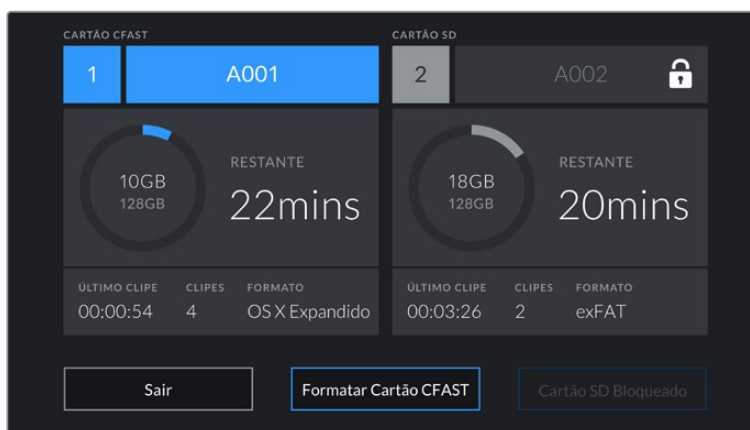 CARTÃO CFAST
1
A001
10GB
128GB
RESTANTE
22mins
ÚLTIMO CLIPE
CLIPES
FORMATO
00:00:54
4
OS X Expandido
CARTÃO SD
2
A002
18GB
128GB
RESTANTE
20mins
ÚLTIMO CLIPE
CLIPES
FORMATO
00:03:26
2
exFAT
Sair
Formatar Cartão CFAST
Cartão SD Bloqueado